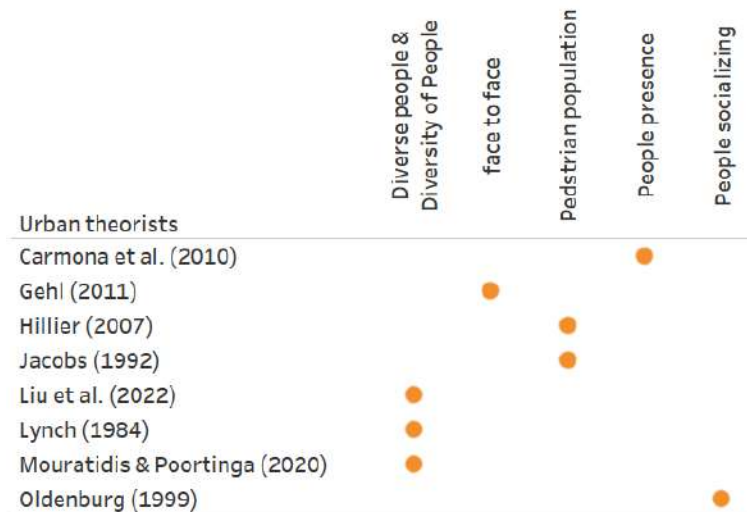 Diverse people &
Diversity of People
face to face
Pedstrian population
People presence
People socializing
Urban theorists
Carmona et al. (2010)
Gehl (2011)
Hillier (2007)
Jacobs (1992)
Liu et al. (2022)
Lynch (1984)
Mouratidis & Poortinga (2020)
Oldenburg (1999)